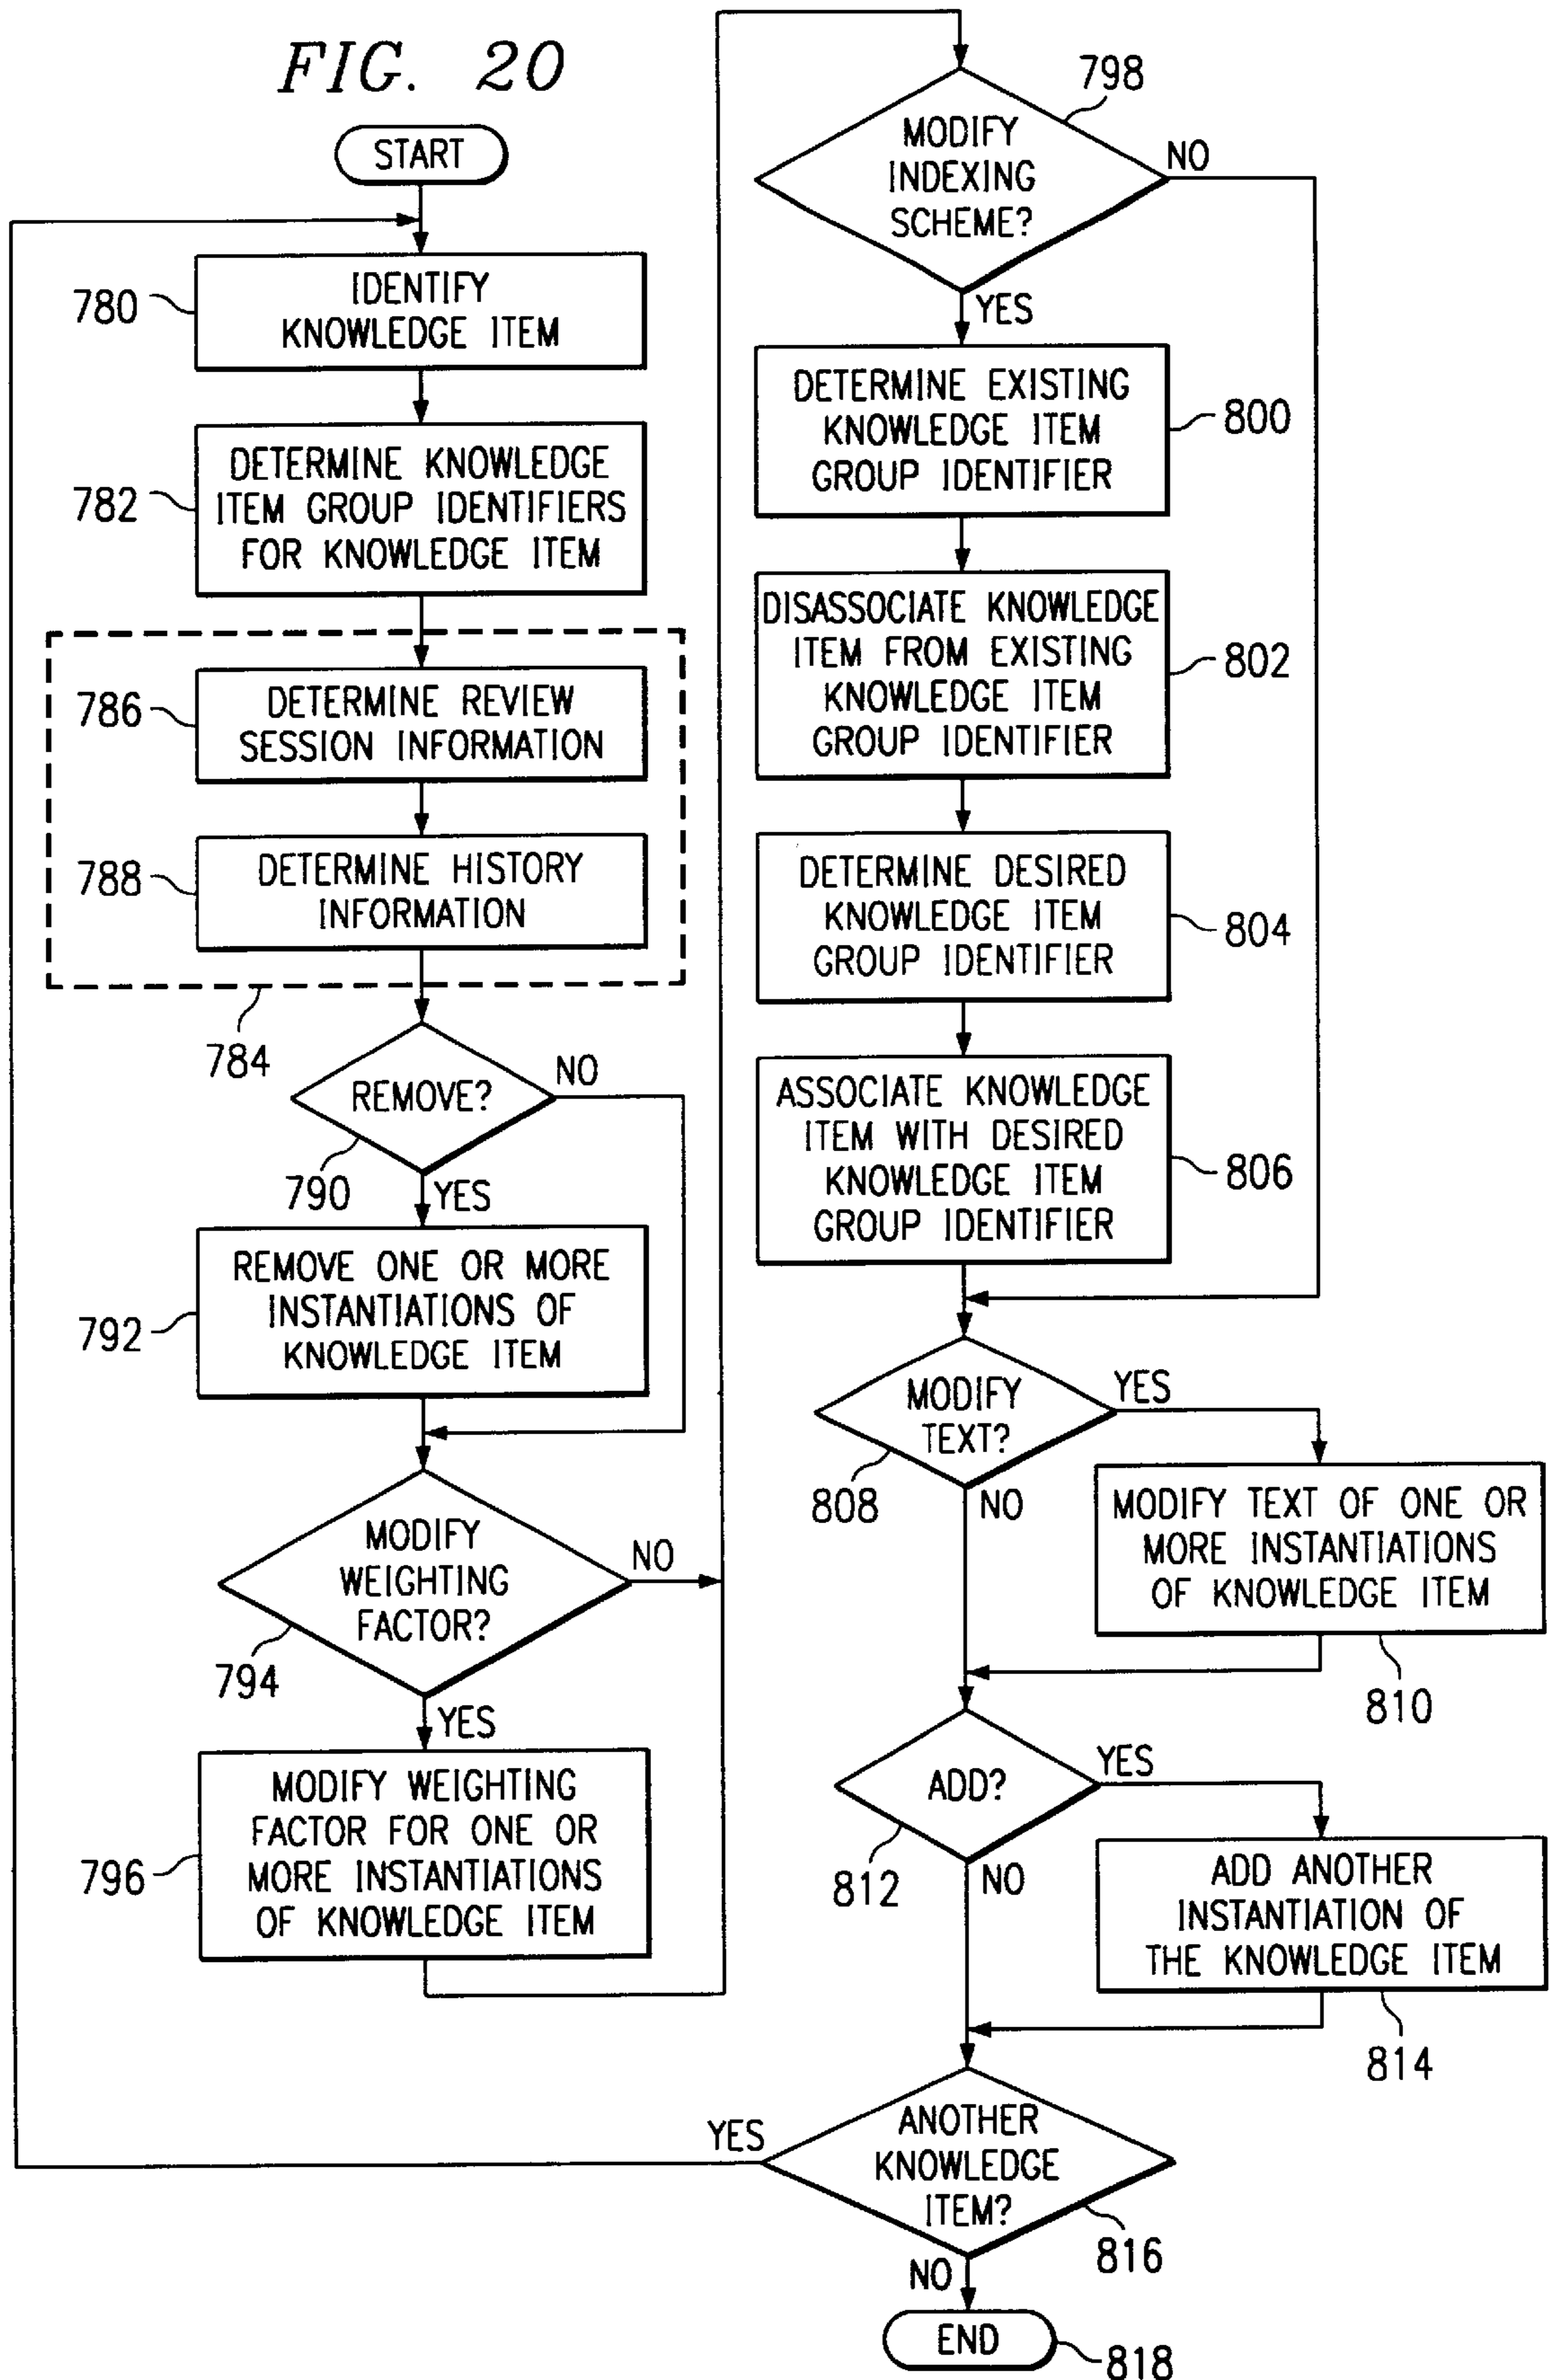 FIG. 20
START
780
IDENTIFY
KNOWLEDGE ITEM
782
DETERMINE KNOWLEDGE
ITEM GROUP IDENTIFIERS
FOR KNOWLEDGE ITEM
786
DETERMINE REVIEW
SESSION INFORMATION
788
DETERMINE HISTORY
INFORMATION
784
REMOVE?
NO
790
YES
792
REMOVE ONE OR MORE
INSTANTIATIONS OF
KNOWLEDGE ITEM
MODIFY
WEIGHTING
FACTOR?
NO
794
YES
796
MODIFY WEIGHTING
FACTOR FOR ONE OR
MORE INSTANTIATIONS
OF KNOWLEDGE ITEM
798
MODIFY
INDEXING
SCHEME?
NO
YES
DETERMINE EXISTING
KNOWLEDGE ITEM
GROUP IDENTIFIER
800
DISASSOCIATE KNOWLEDGE
ITEM FROM EXISTING
KNOWLEDGE ITEM
GROUP IDENTIFIER
802
DETERMINE DESIRED
KNOWLEDGE ITEM
GROUP IDENTIFIER
804
ASSOCIATE KNOWLEDGE
ITEM WITH DESIRED
KNOWLEDGE ITEM
GROUP IDENTIFIER
806
MODIFY
TEXT?
YES
808
NO
MODIFY TEXT OF ONE OR
MORE INSTANTIATIONS
OF KNOWLEDGE ITEM
810
ADD?
YES
812
NO
ADD ANOTHER
INSTANTIATION OF
THE KNOWLEDGE ITEM
814
YES
ANOTHER
KNOWLEDGE
ITEM?
816
NO
END
818